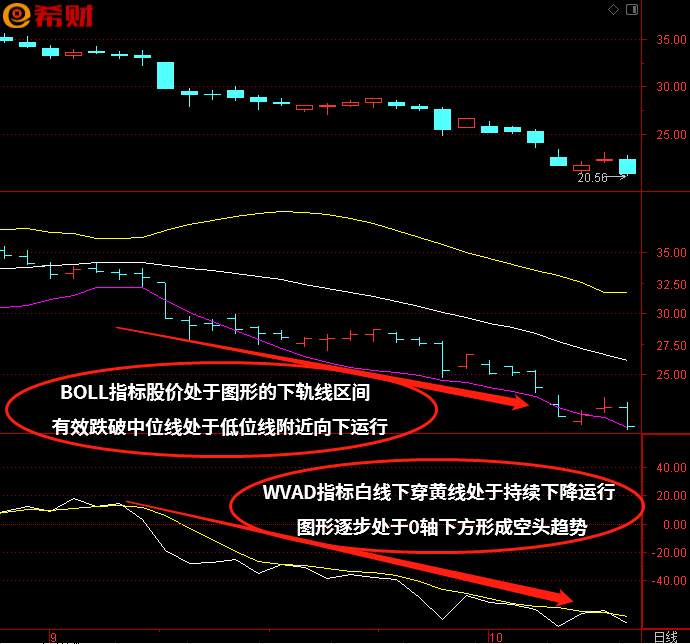 希财
35.00
30.00
25.00
20.56
35.00
32.50
30.00
27.50
25.00
BOLL指标股价处于图形的下轨线区间
有效跌破中位线处于低位线附近向下运行
40.00
20.00
0.00
-20.00
-40.00
WVAD指标白线下穿黄线处于持续下降运行
图形逐步处于0轴下方形成空头趋势
9
10
日线